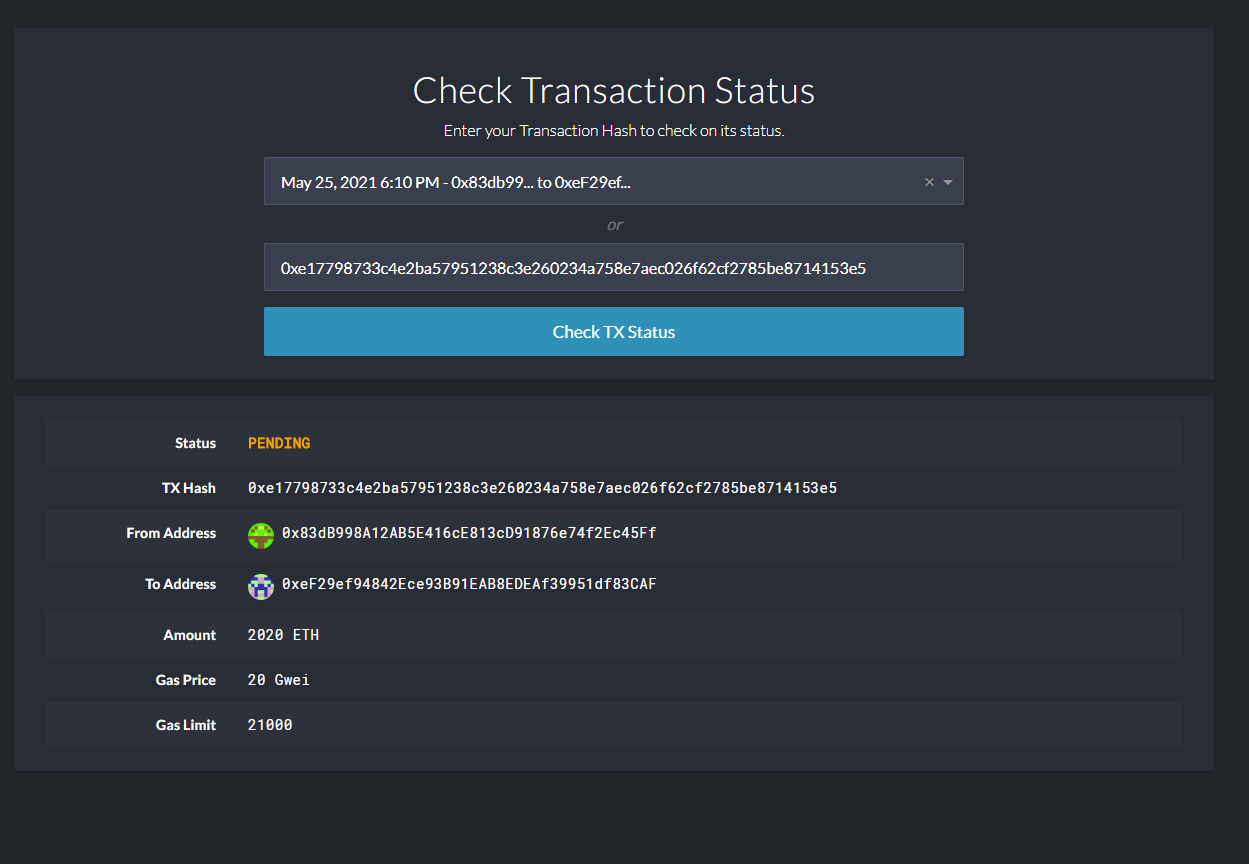 Check Transaction Status
Enter your Transaction Hash to check on its status.
May 25, 2021 6:10 PM - 0x83db99... to 0xeF29ef...
or
0xe17798733c4e2ba57951238c3e260234a758e7aec026f62cf2785be8714153e5
Check TX Status
Status PENDING
TX Hash 0xe17798733c4e2ba57951238c3e260234a758e7aec026f62cf2785be8714153e5
From Address 0x83dB998A12AB5E416cE813cD91876e74f2Ec45Ff
To Address 0xeF29ef94842Ece93B91EAB8EDEAf39951df83CAF
Amount 2020 ETH
Gas Price 20 Gwei
Gas Limit 21000